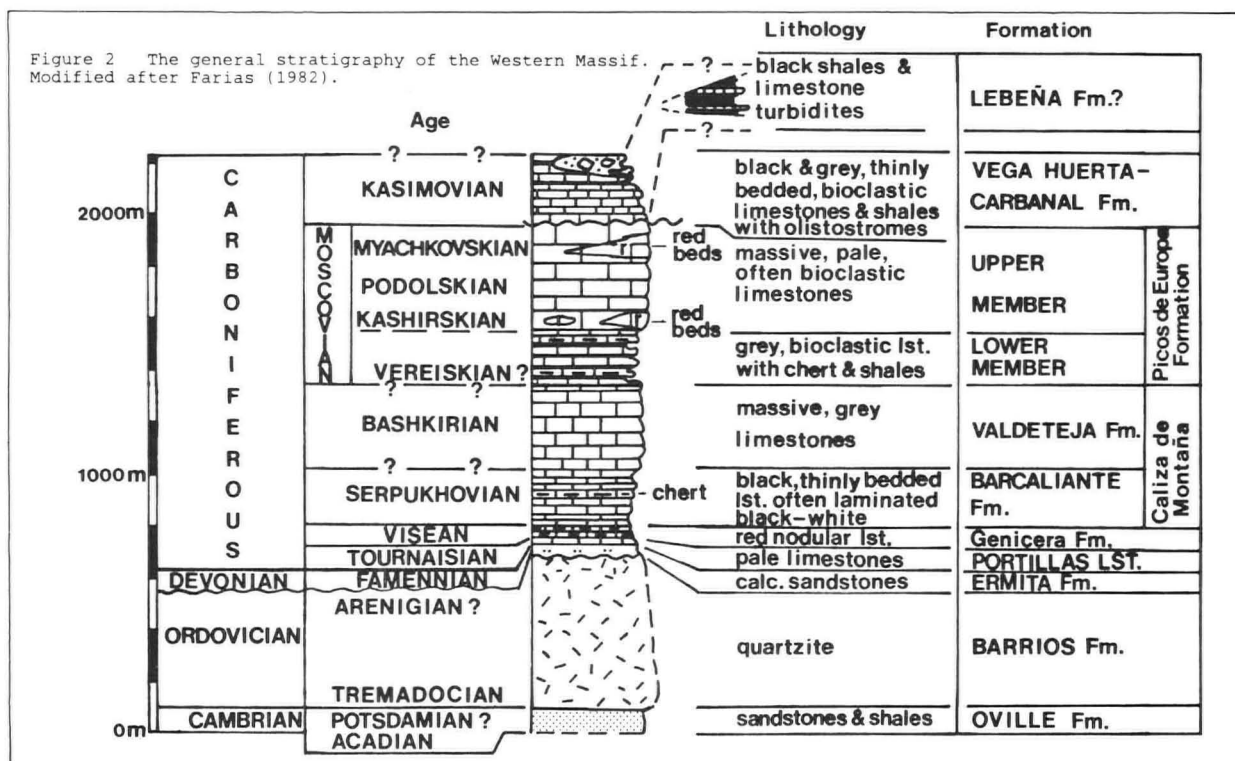 Figure 2 The general stratigraphy of the Western Massif.
Modified after Farias (1982).
Age
Lithology
Formation
? black shales &
limestone
turbidites
?
LEBEÑA Fm.?
2000m
1000m
0m
CARBONIFEROUS
? ?
KASIMOVIAN
black & grey, thinly
bedded, bioclastic
limestones & shales
with olistostromes
VEGA HUERTA-
CARBANAL Fm.
MOSCOVIAN
MYACHKOVSKIAN
PODOLSKIAN
KASHIRSKIAN
r
red
beds
r
red
beds
massive, pale,
often bioclastic
limestones
UPPER
MEMBER
VEREISKIAN ?
grey, bioclastic lst.
with chert & shales
LOWER
MEMBER
Picos de Europa
Formation
? ?
BASHKIRIAN
massive, grey
limestones
VALDETEJA Fm.
? ?
SERPUKHOVIAN
chert
black, thinly bedded
lst. often laminated
black-white
BARCALIANTE
Fm.
Caliza de
Montaña
VISEAN
red nodular lst.
Genicera Fm.
TOURNAISIAN
pale limestones
PORTILLAS LST.
DEVONIAN
FAMENNIAN
calc. sandstones
ERMITA Fm.
ORDOVICIAN
ARENIGIAN ?
TREMADOCIAN
quartzite
BARRIOS Fm.
CAMBRIAN
POTSDAMIAN ?
ACADIAN
sandstones & shales
OVILLE Fm.